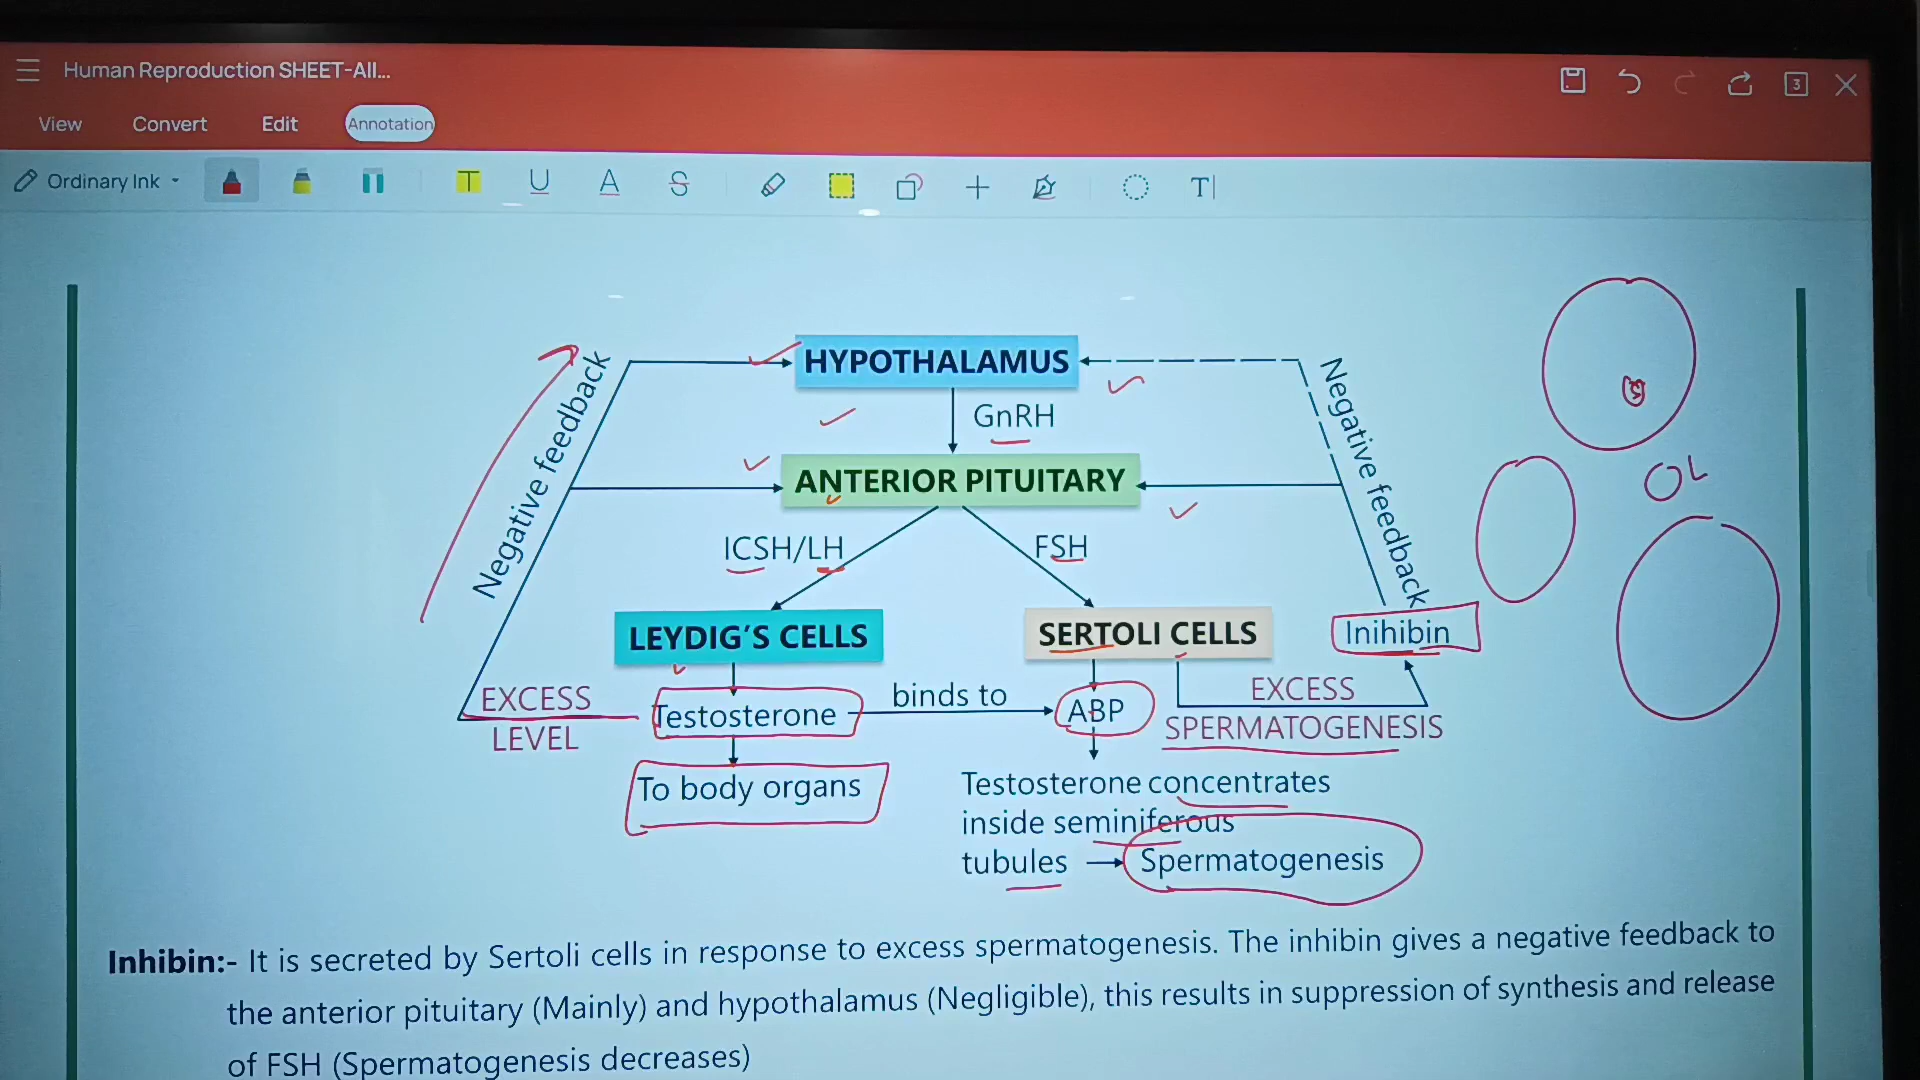 Human Reproduction SHEET-All...
3
View Convert Edit Annotation
Ordinary Ink
T U A S T
HYPOTHALAMUS
GnRH
ANTERIOR PITUITARY
Negative feedback
Negative feedback
ICSH/LH
FSH
LEYDIG'S CELLS
SERTOLI CELLS
Inihibin
EXCESS
LEVEL
Testosterone
binds to
ABP
EXCESS
SPERMATOGENESIS
To body organs
Testosterone concentrates
inside seminiferous
tubules → Spermatogenesis
Inhibin:- It is secreted by Sertoli cells in response to excess spermatogenesis. The inhibin gives a negative feedback to
the anterior pituitary (Mainly) and hypothalamus (Negligible), this results in suppression of synthesis and release
of FSH (Spermatogenesis decreases)